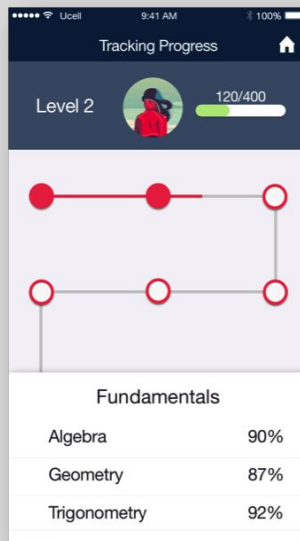 Ucell 9:41 AM 100%
Tracking Progress
Level 2 120/400
Fundamentals
Algebra 90%
Geometry 87%
Trigonometry 92%